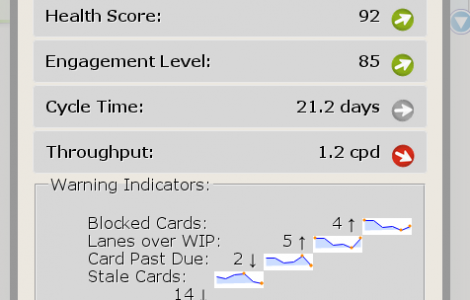 Health Score: 92
Engagement Level: 85
Cycle Time: 21.2 days
Throughput: 1.2 cpd
Warning Indicators:
Blocked Cards: 4 ↑
Lanes over WIP: 5 ↑
Card Past Due: 2 ↓
Stale Cards:
14 ↓